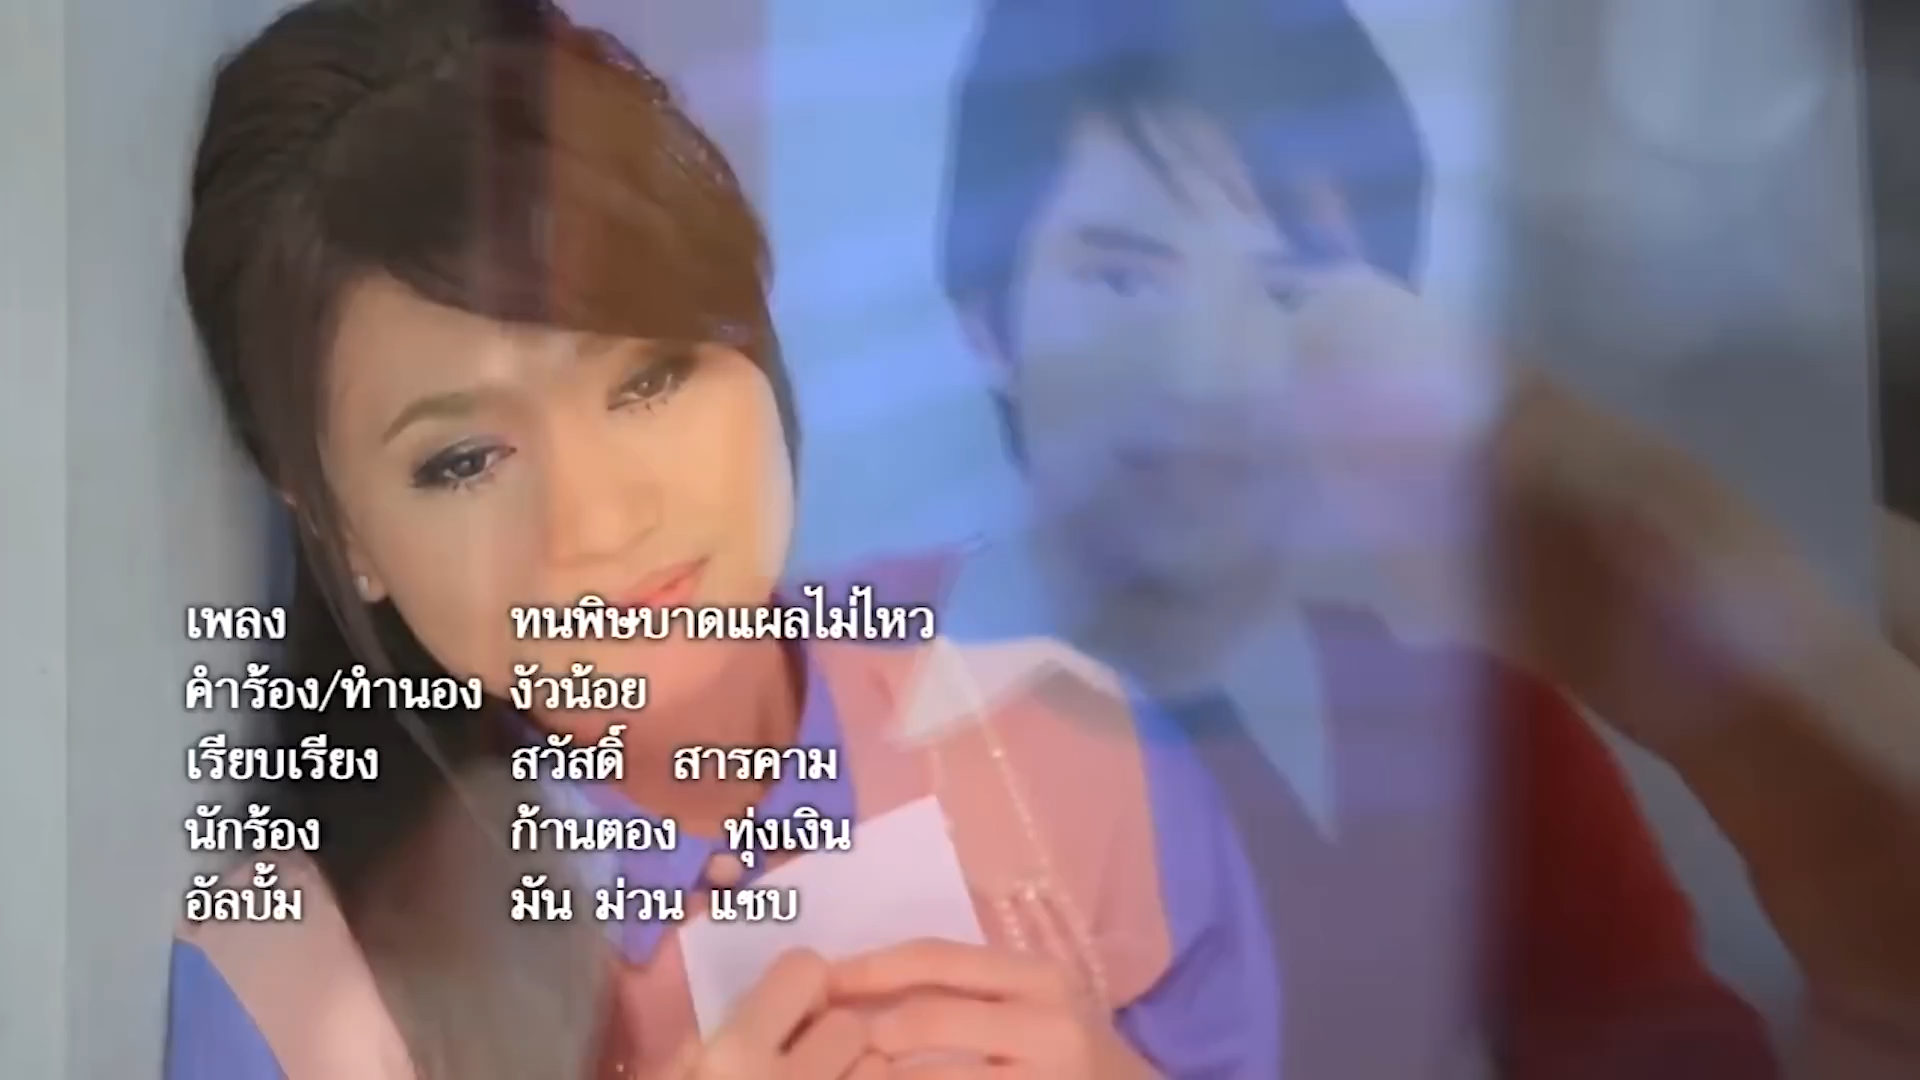 เพลง ทนพิษบาดแผลไม่ไหว
คำร้อง/ทำนอง งัวน้อย
เรียบเรียง สวัสดิ์ สารคาม
นักร้อง ก้านตอง ทุ่งเงิน
อัลบั้ม มัน ม่วน แซบ